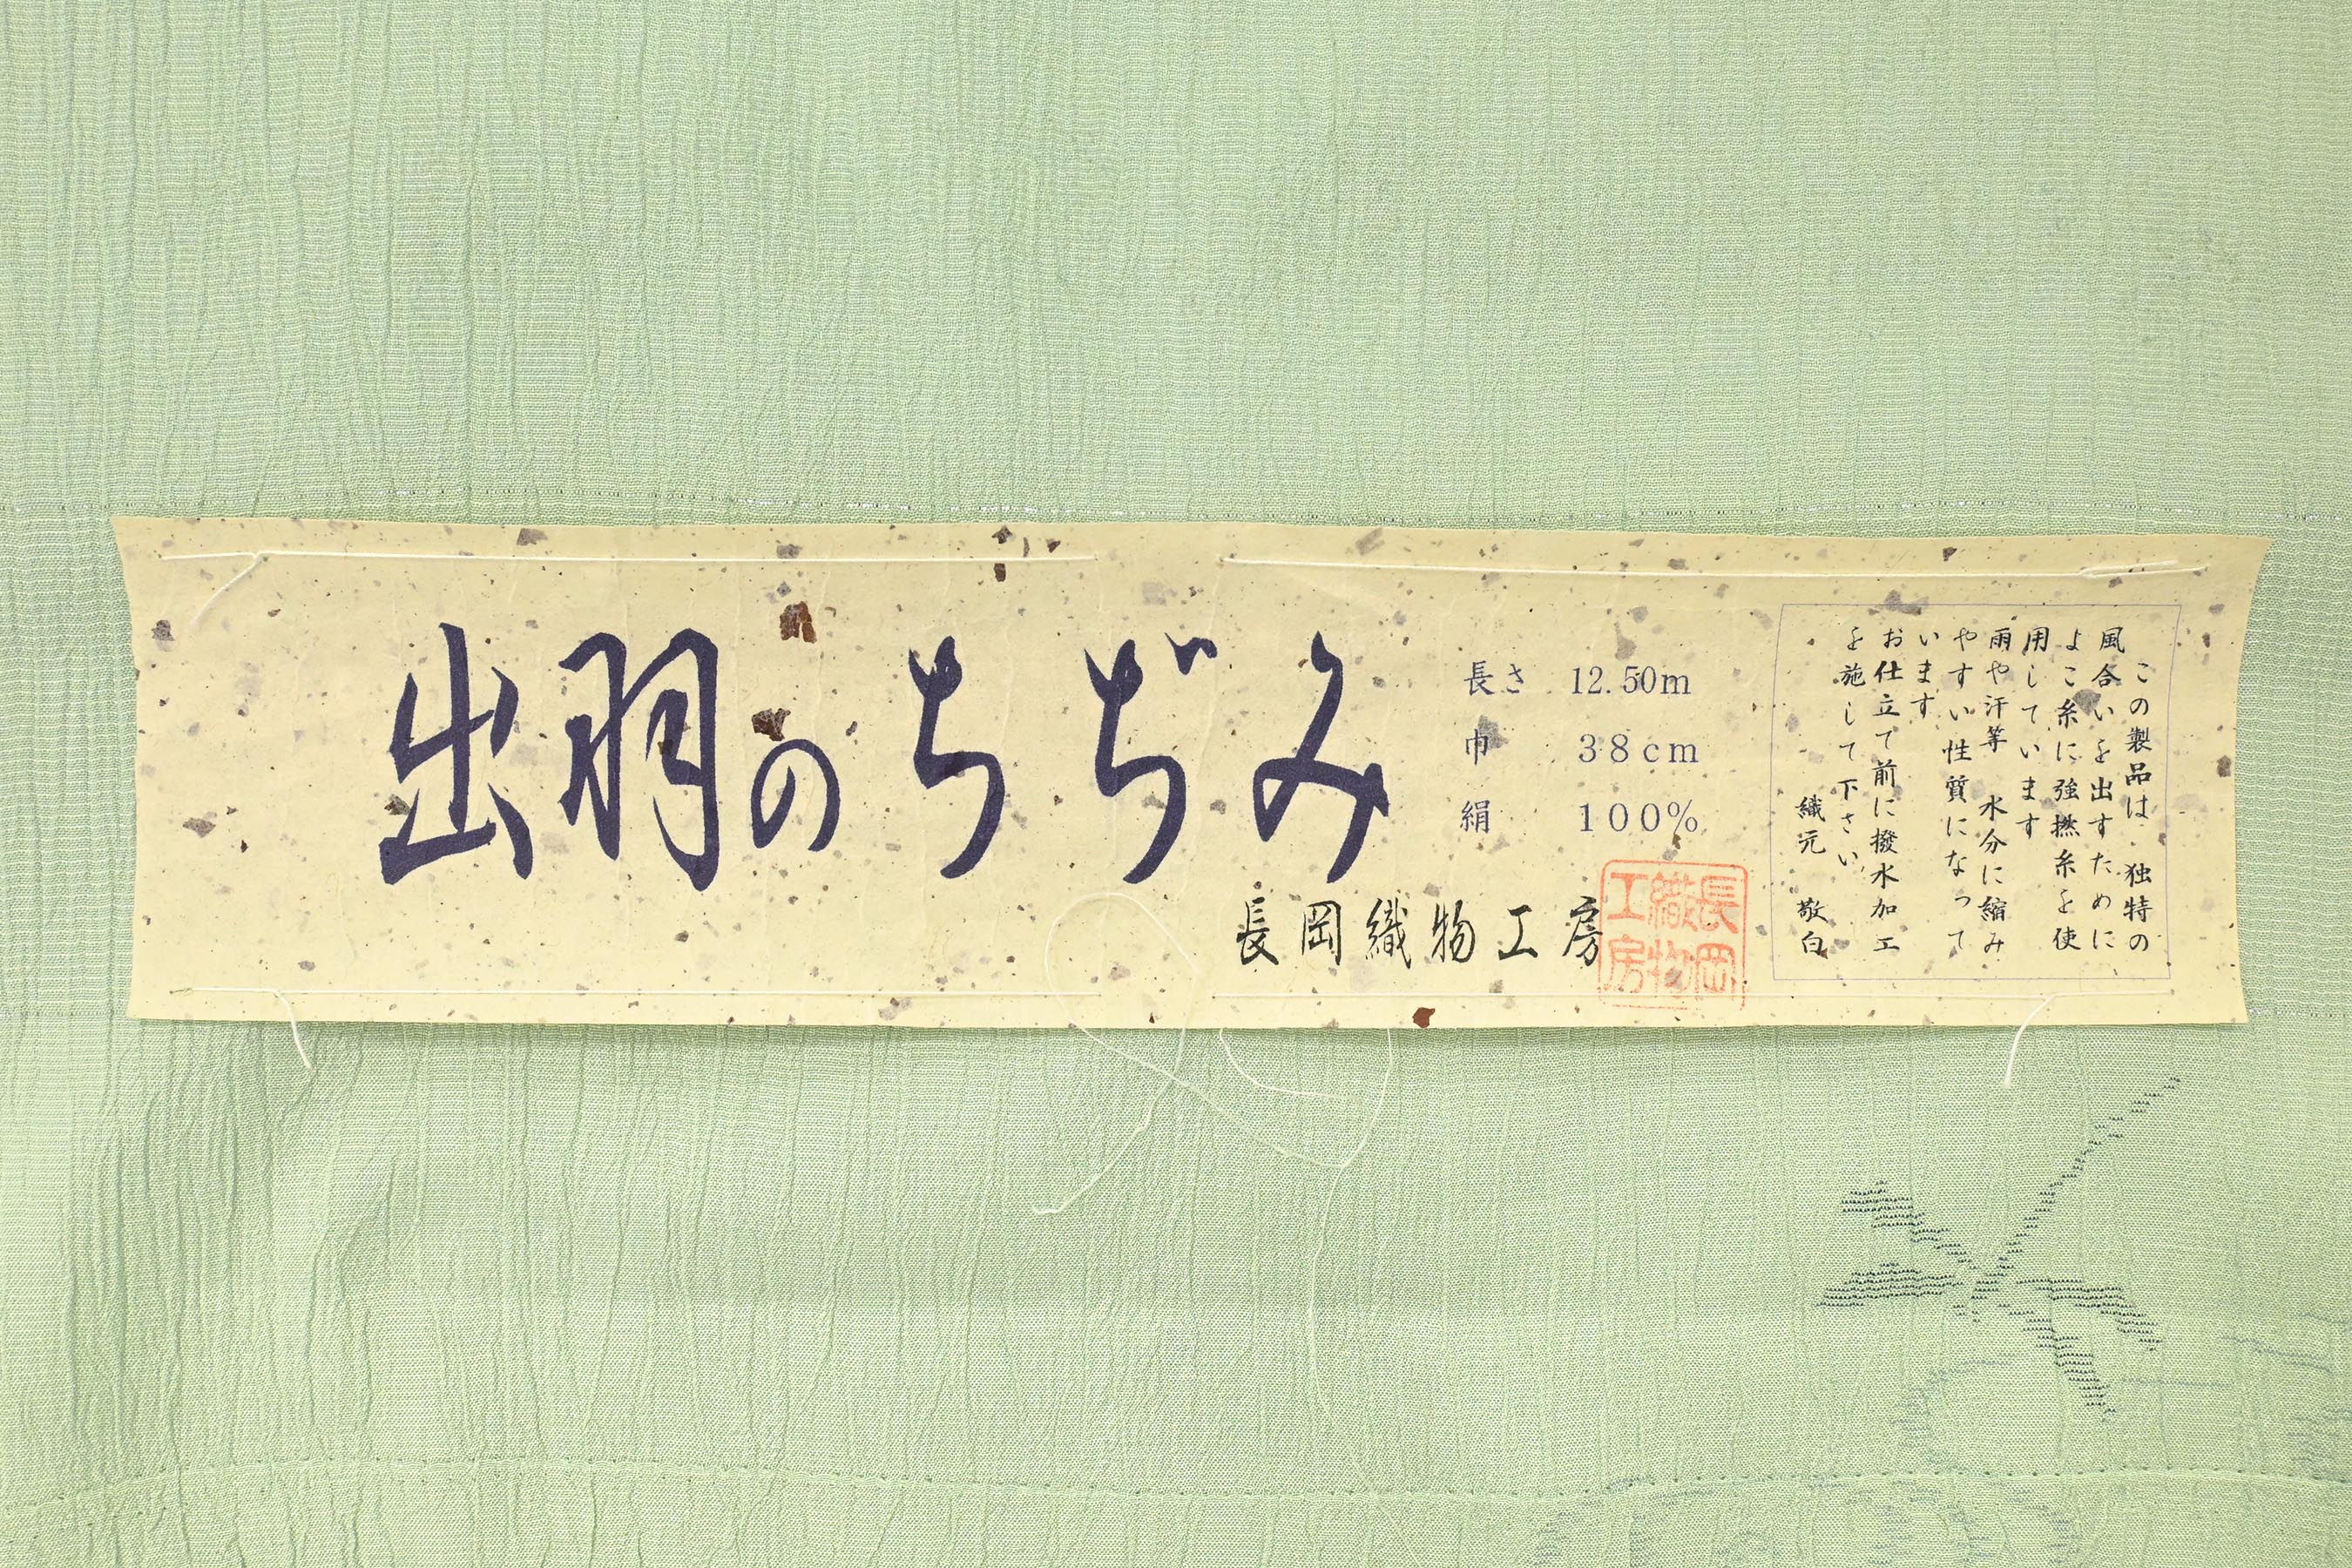 出羽のちぢみ
長さ 12.50m
巾 38cm
絹 100%
長岡織物工房
長岡
織物
工房
この製品は 独特の
風合いを出すために
よこ糸に強撚糸を使
用しています
雨や汗等 水分に縮み
やすい性質になって
います
お仕立て前に撥水加工
を施して下さい
織元 敬白